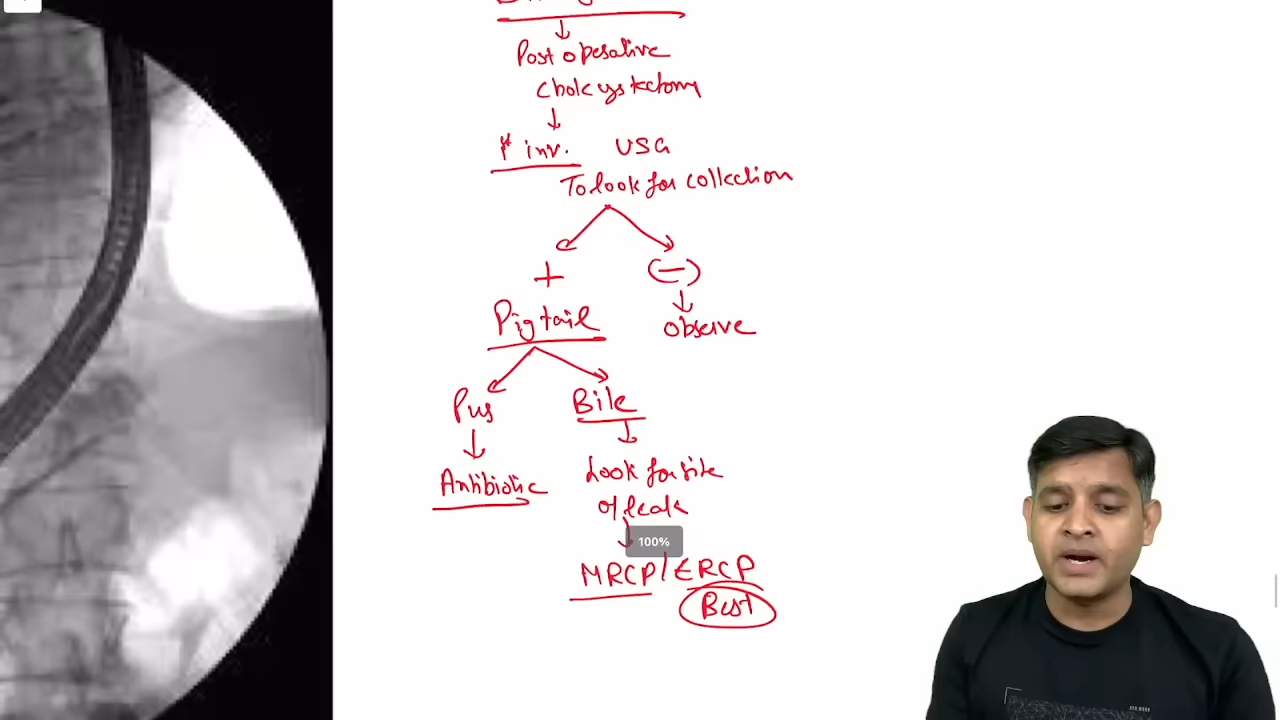 Post operative
Cholecystectomy
1st inv. USG
To look for collection
+ (-)
Pigtail observe
Pus Bile
Antibiotic Look for site
of leak
100%
MRCP/ERCP
Best